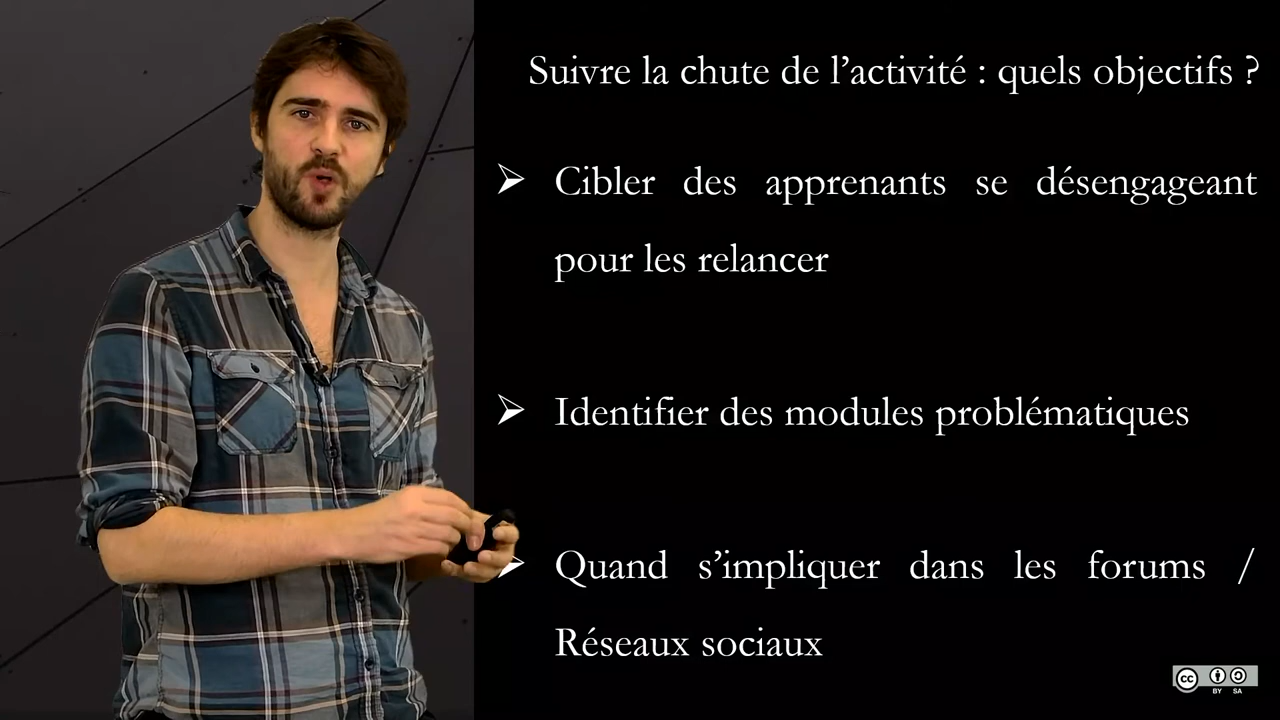 Suivre la chute de l’activité : quels objectifs ?
Cibler des apprenants se désengageant
pour les relancer
Identifier des modules problématiques
Quand s’impliquer dans les forums /
Réseaux sociaux
cc
BY SA